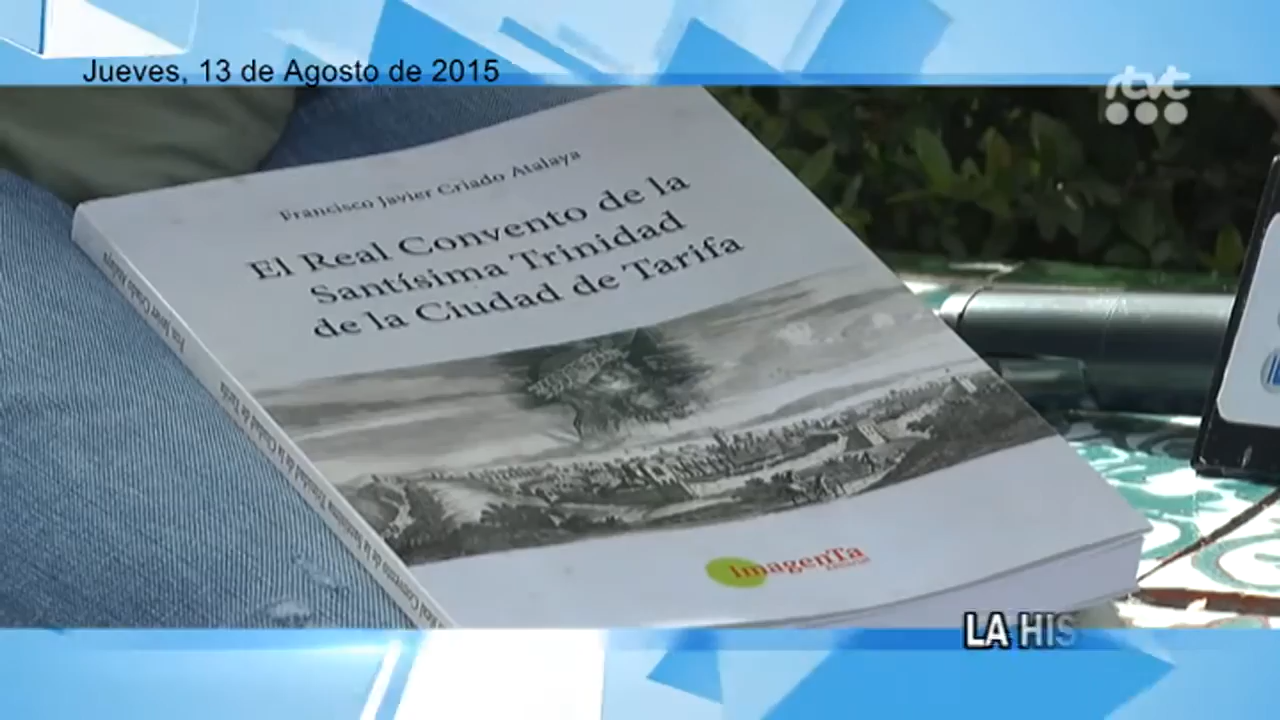 Jueves, 13 de Agosto de 2015
rtvt
Francisco Javier Criado Atalaya
El Real Convento de la
Santísima Trinidad
de la Ciudad de Tarifa
ImagenTa
LA HIS